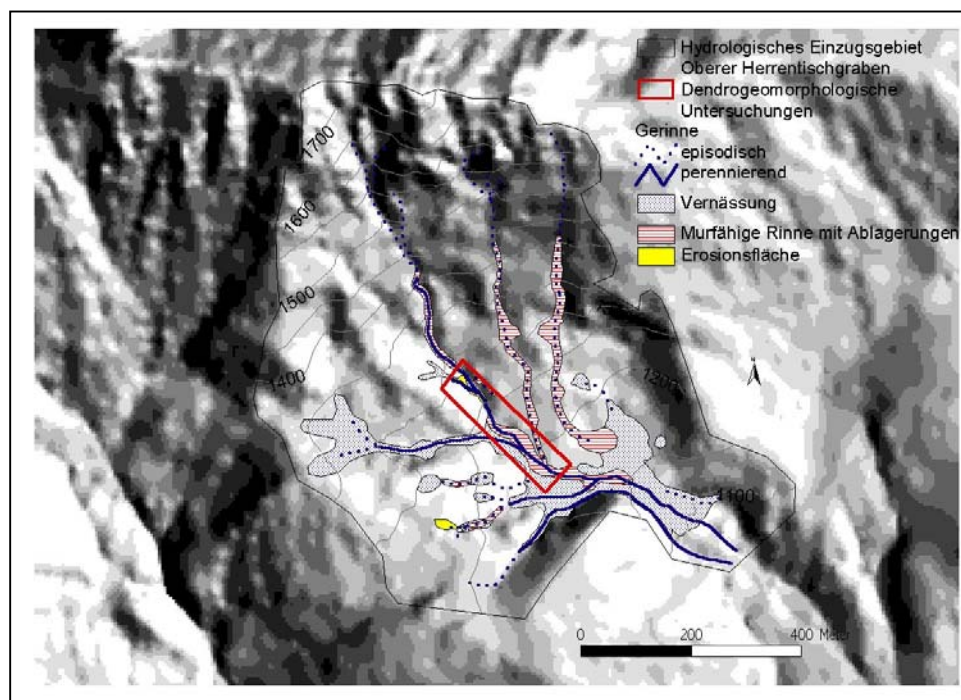 Hydrologisches Einzugsgebiet
Oberer Herrentischgraben
Dendrogeomorphologische
Untersuchungen
Gerinne
episodisch
perennierend
Vernässung
Murfähige Rinne mit Ablagerungen
Erosionsfläche
1700
1600
1500
1400
1200
1100
N
0 200 400 Meter